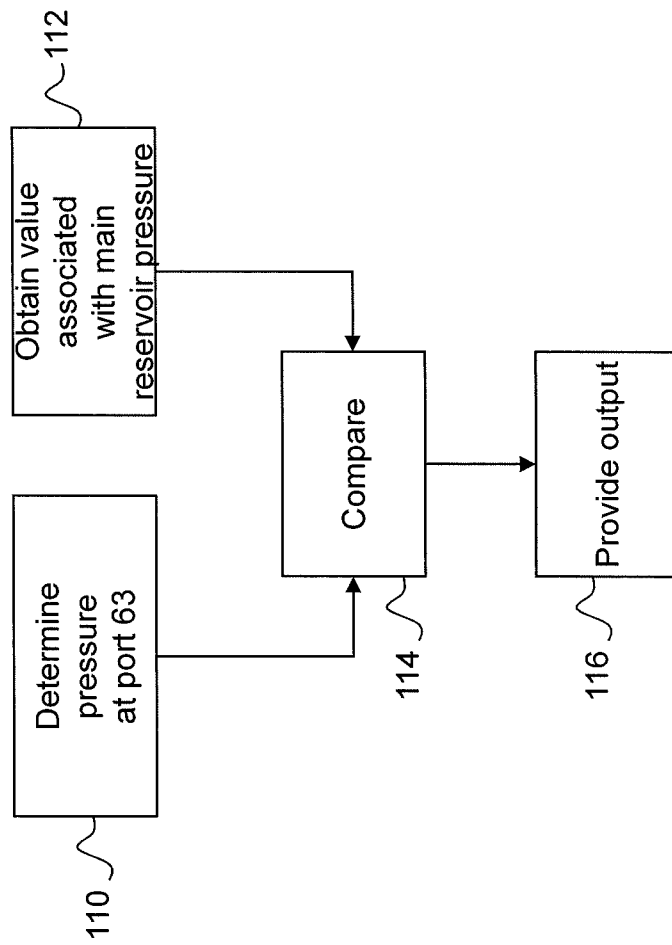 Determine
pressure
at port 63
110
Obtain value
associated
with main
reservoir pressure
112
Compare
114
Provide output
116